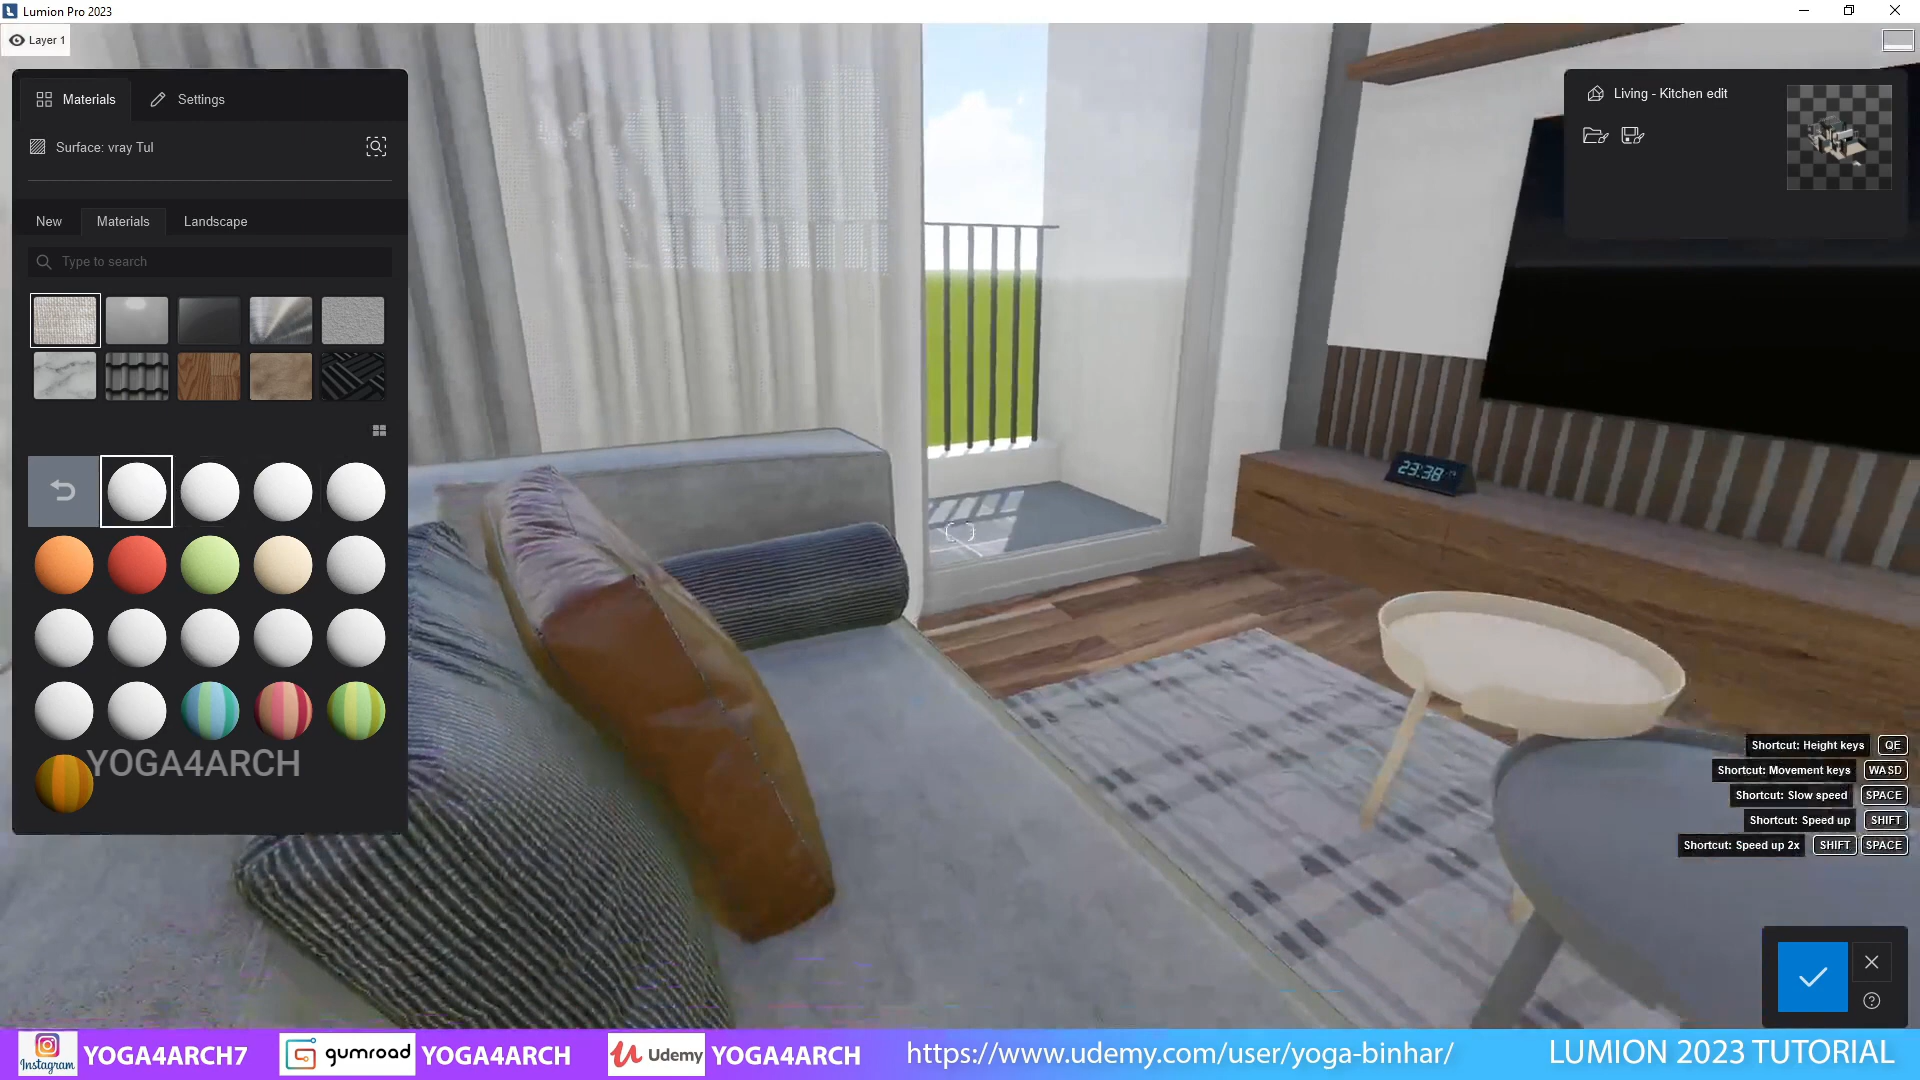 Lumion Pro 2023
Layer 1
Materials
Settings
Surface: vray Tul
New
Materials
Landscape
Type to search
YOGA4ARCH
Living - Kitchen edit
23:38
Shortcut: Height keys QE
Shortcut: Movement keys WASD
Shortcut: Slow speed SPACE
Shortcut: Speed up SHIFT
Shortcut: Speed up 2x SHIFT SPACE
Instagram YOGA4ARCH7 gumroad YOGA4ARCH Udemy YOGA4ARCH https://www.udemy.com/user/yoga-binhar/ LUMION 2023 TUTORIAL